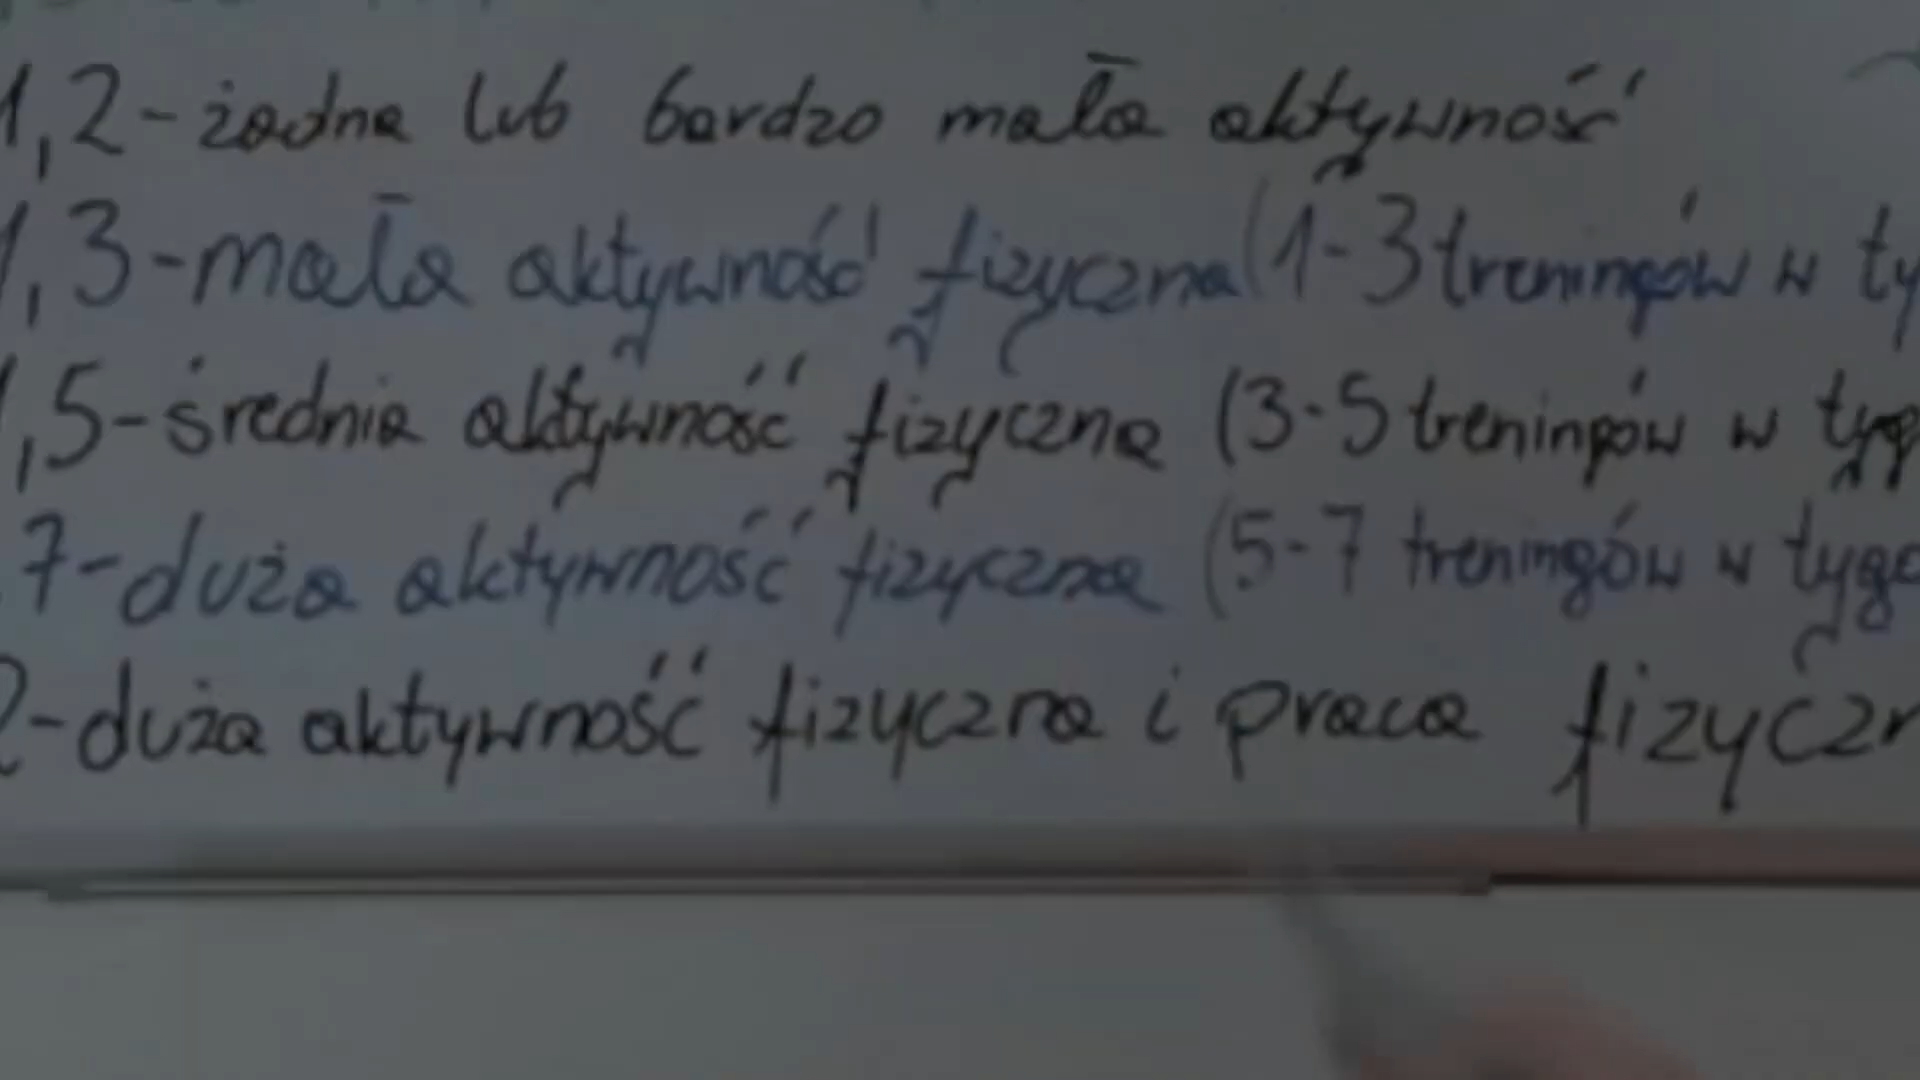 1,2-żadna lub bardzo mała aktywność
1,3-mała aktywność fizyczna (1-3 treningów w ty
1,5-średnia aktywność fizyczna (3-5 treningów w tyg
7-duża aktywność fizyczna (5-7 treningów w tygo
2-duża aktywność fizyczna i praca fizyczn